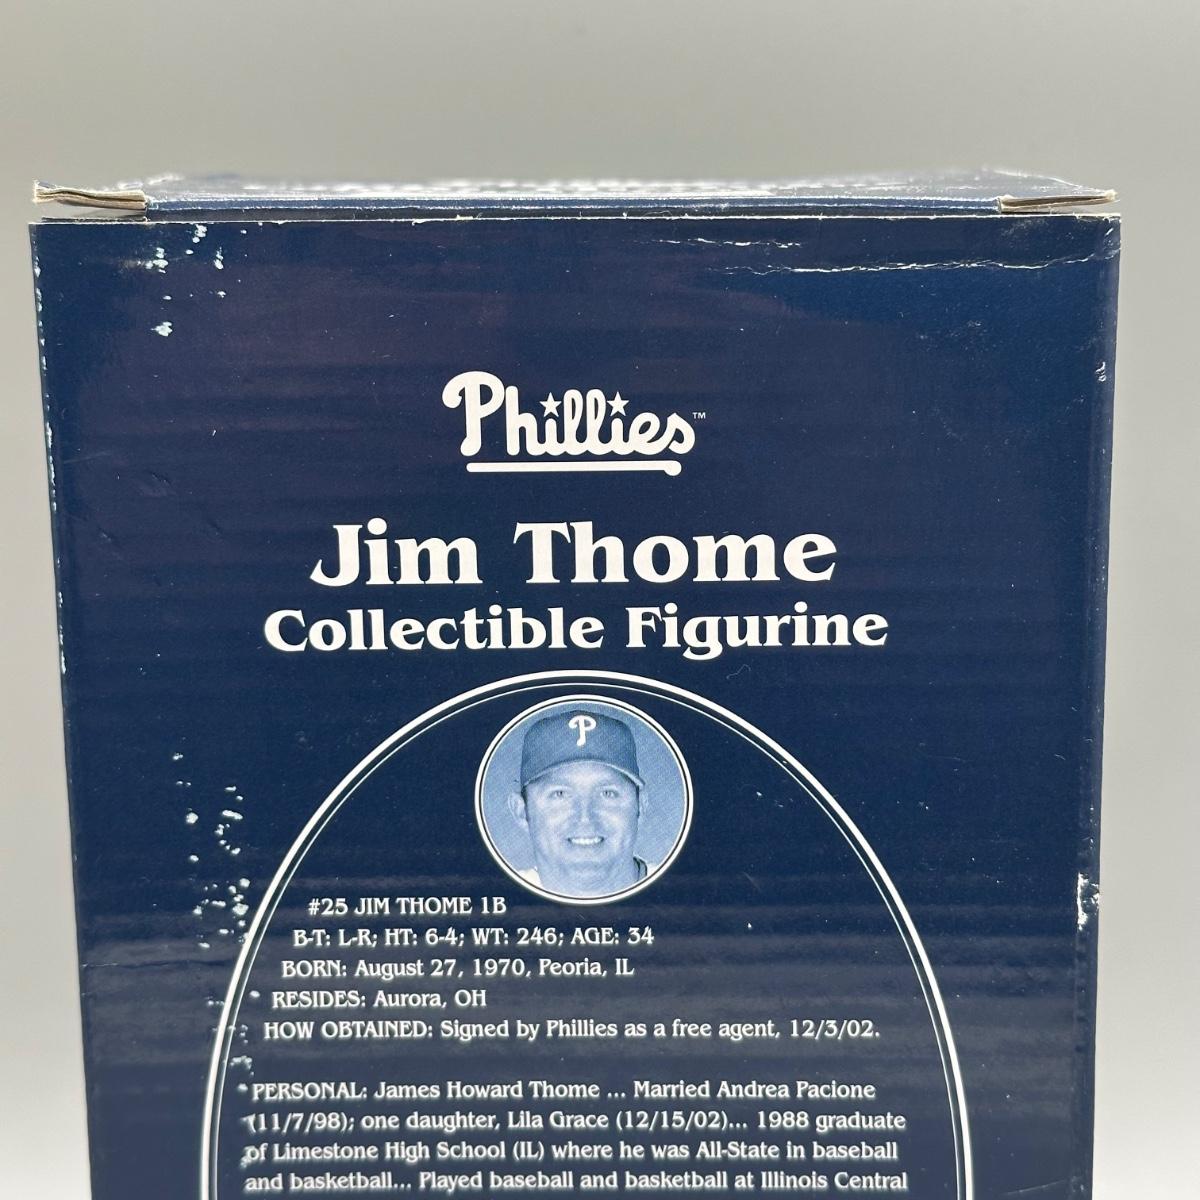 Phillies™
Jim Thome
Collectible Figurine
P
#25 JIM THOME 1B
B-T: L-R; HT: 6-4; WT: 246; AGE: 34
BORN: August 27, 1970, Peoria, IL
RESIDES: Aurora, OH
HOW OBTAINED: Signed by Phillies as a free agent, 12/3/02.
PERSONAL: James Howard Thome ... Married Andrea Pacione
(11/7/98); one daughter, Lila Grace (12/15/02)... 1988 graduate
of Limestone High School (IL) where he was All-State in baseball
and basketball... Played baseball and basketball at Illinois Central